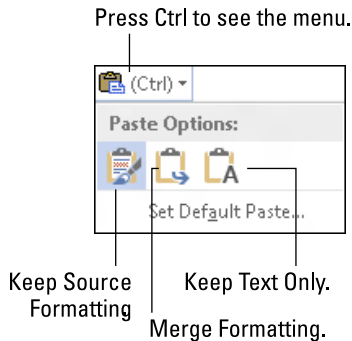 Press Ctrl to see the menu.
(Ctrl)
Paste Options:
A
Set Default Paste...
Keep Source
Formatting
Keep Text Only.
Merge Formatting.